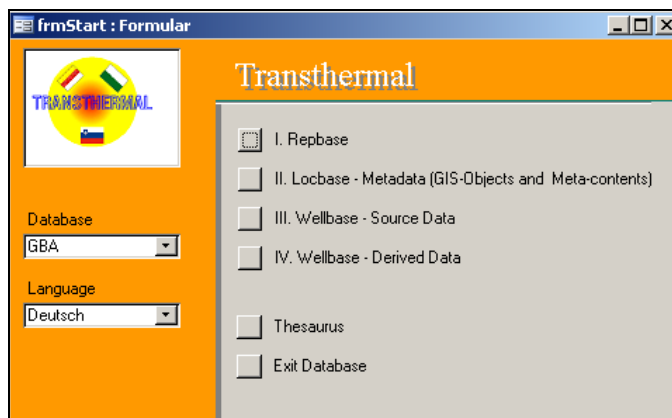 frmStart : Formular
TRANSTHERMAL
Transthermal
I. Repbase
II. Locbase - Metadata (GIS-Objects and Meta-contents)
III. Wellbase - Source Data
IV. Wellbase - Derived Data
Thesaurus
Exit Database
Database
GBA
Language
Deutsch